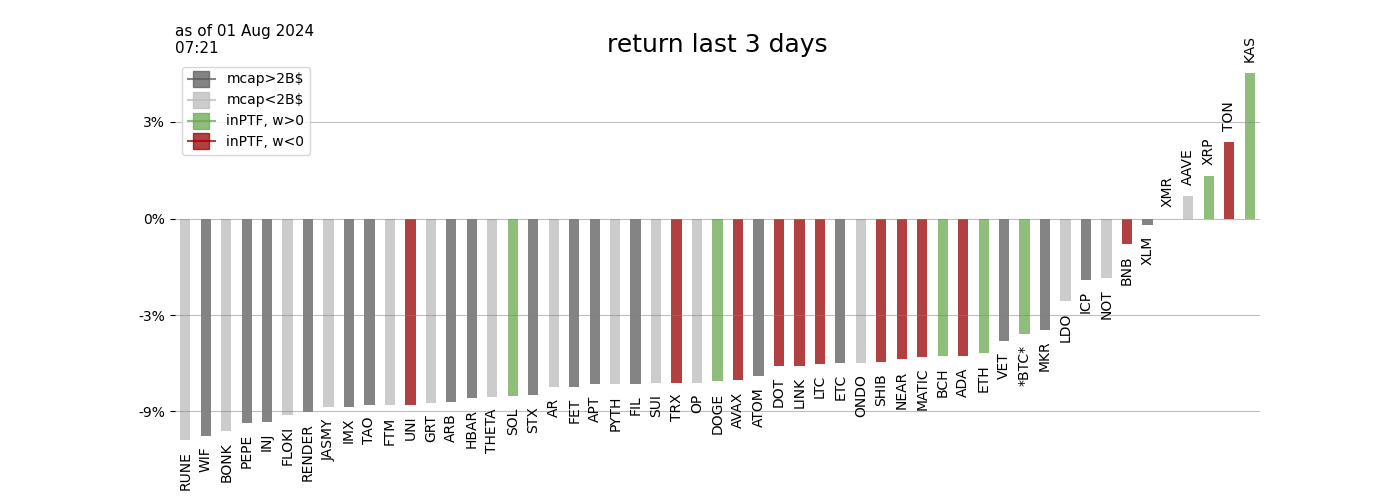 as of 01 Aug 2024
07:21
return last 3 days
mcap>2B$
mcap<2B$
inPTF, w>0
inPTF, w<0
3%
0%
-3%
-9%
RUNE
WIF
BONK
PEPE
INJ
FLOKI
RENDER
JASMY
IMX
TAO
FTM
UNI
GRT
ARB
HBAR
THETA
SOL
STX
AR
FET
APT
PYTH
FIL
SUI
TRX
OP
DOGE
AVAX
ATOM
DOT
LINK
LTC
ETC
ONDO
SHIB
NEAR
MATIC
BCH
ADA
ETH
VET
*BTC*
MKR
LDO
ICP
NOT
BNB
XLM
XMR
AAVE
XRP
TON
KAS